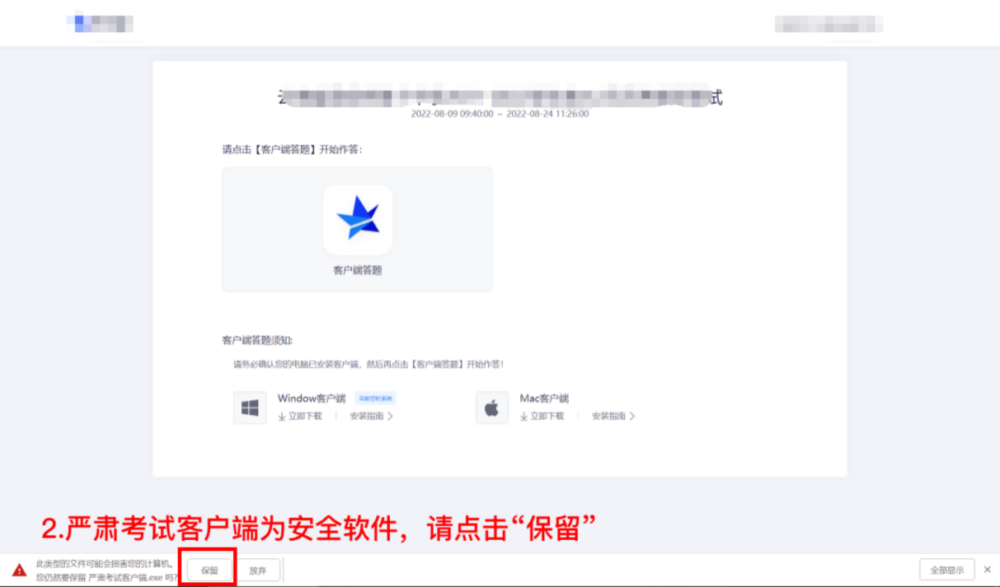 2022-08-09 09:40:00 ~ 2022-08-24 11:26:00
请点击【客户端答题】开始作答：
客户端答题
客户端答题须知：
请务必确认您的电脑已安装客户端，然后再点击【客户端答题】开始作答！
Window客户端 当前您的系统
立即下载 | 安装指南 >
Mac客户端
立即下载 | 安装指南 >
2.严肃考试客户端为安全软件，请点击“保留”
此类型的文件可能会损害您的计算机。
您仍然要保留 严肃考试客户端.exe 吗?
保留
放弃
全部显示